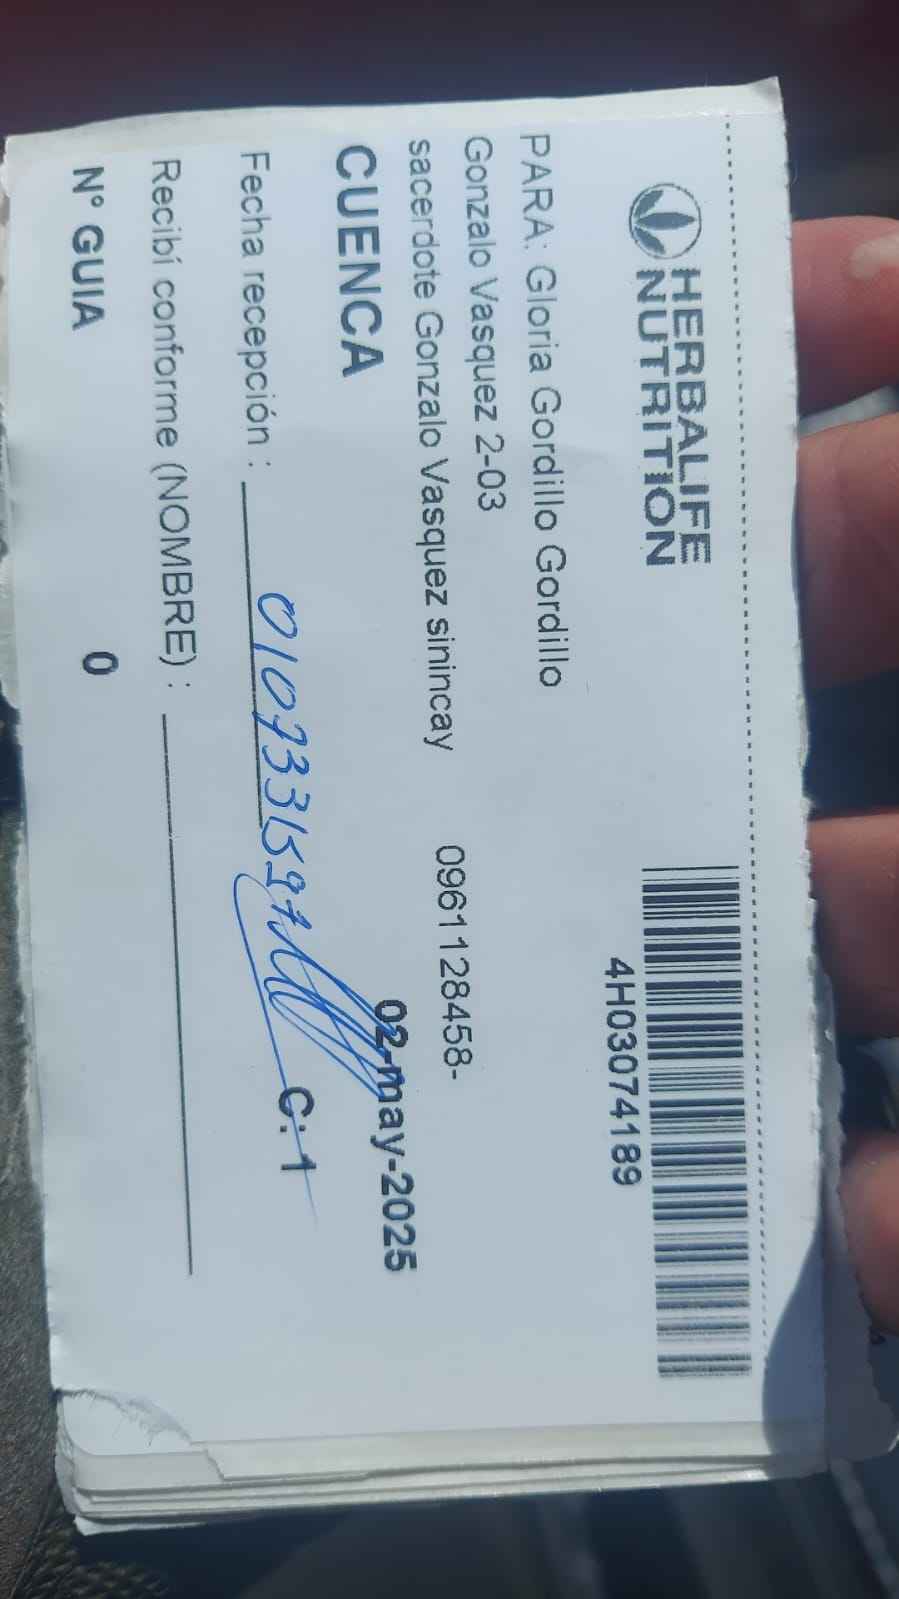 HERBALIFE
NUTRITION
4H03074189
PARA: Gloria Gordillo Gordillo
Gonzalo Vasquez 2-03
sacerdote Gonzalo Vasquez sinincay 0961128458-
CUENCA 02-may-2025
Fecha recepción : 0107331597 C: 1
Recibí conforme (NOMBRE) :
N° GUIA 0